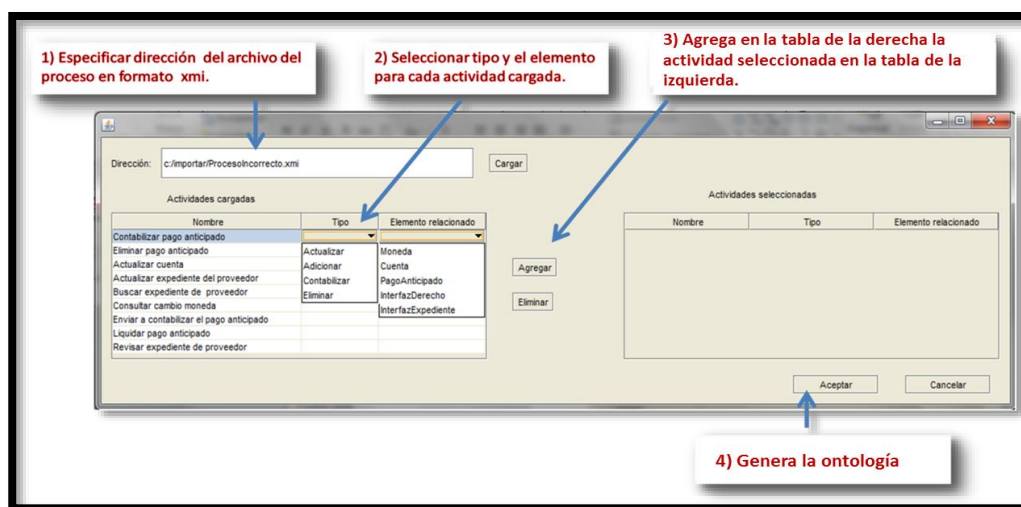 1) Especificar dirección del archivo del
proceso en formato xmi.
2) Seleccionar tipo y el elemento
para cada actividad cargada.
3) Agrega en la tabla de la derecha la
actividad seleccionada en la tabla de la
izquierda.
Dirección: c:/importar/ProcesoIncorrecto.xmi Cargar
Actividades cargadas
Nombre Tipo Elemento relacionado
Contabilizar pago anticipado
Eliminar pago anticipado Actualizar Moneda
Actualizar cuenta Adicionar Cuenta
Actualizar expediente del proveedor Contabilizar PagoAnticipado
Buscar expediente de proveedor Eliminar InterfazDerecho
Consultar cambio moneda InterfazExpediente
Enviar a contabilizar el pago anticipado
Liquidar pago anticipado
Revisar expediente de proveedor
Agregar
Eliminar
Actividades seleccionadas
Nombre Tipo Elemento relacionado
Aceptar Cancelar
4) Genera la ontología